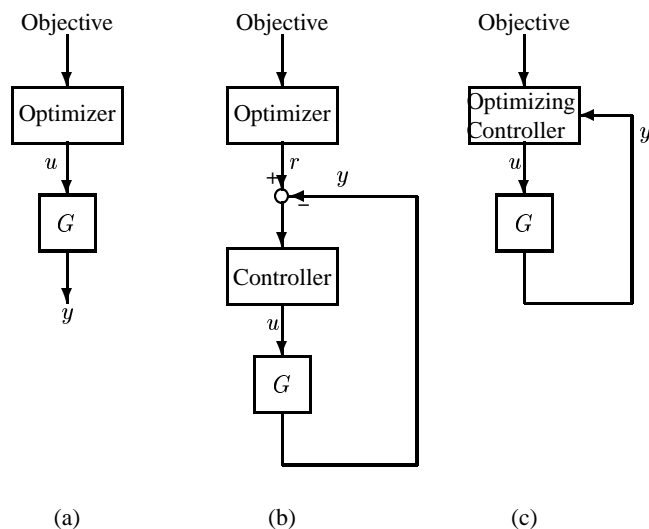 Objective
Optimizer
u
G
y
(a)
Objective
Optimizer
r
+
y
−
Controller
u
G
(b)
Objective
Optimizing
Controller
y
u
G
(c)